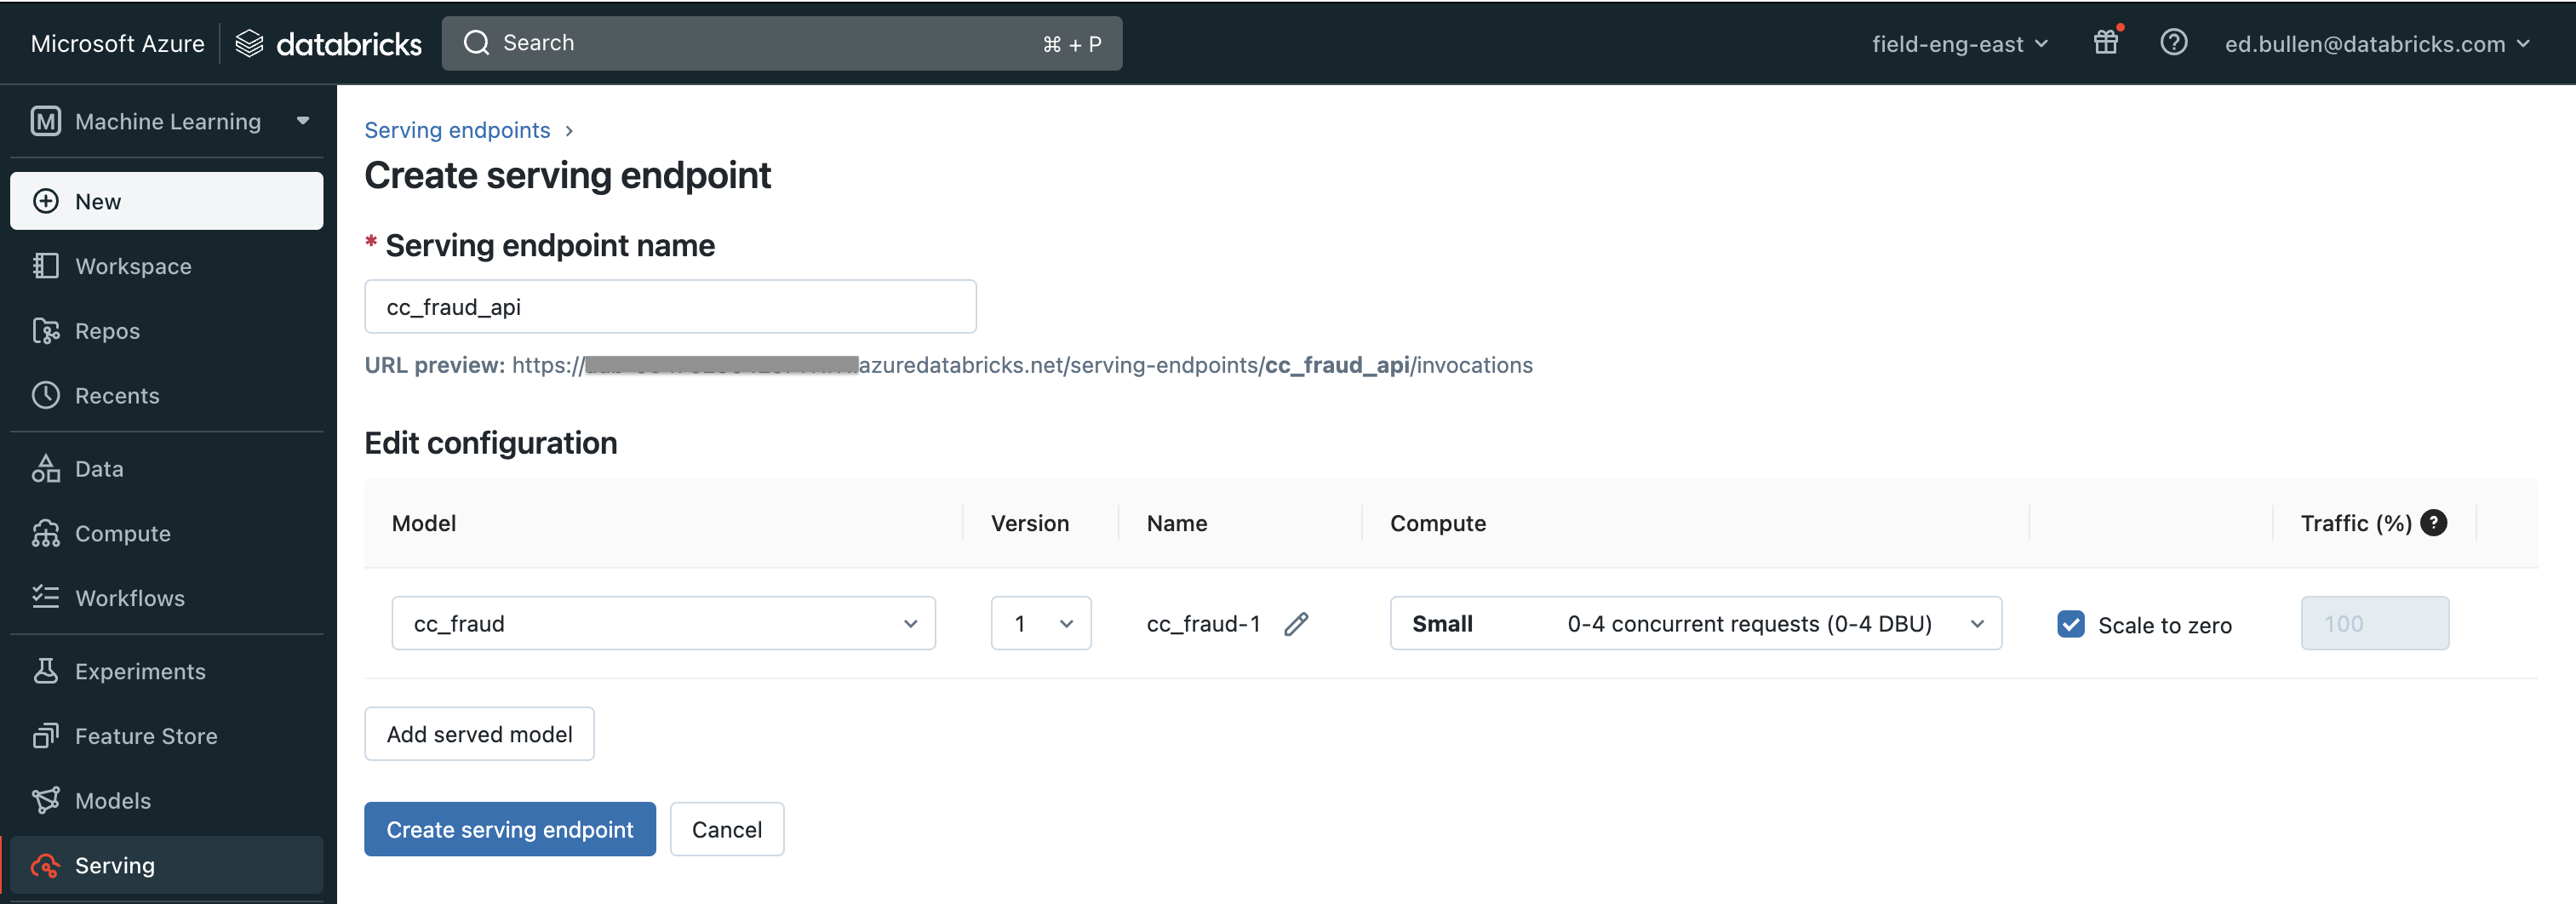 Microsoft Azure databricks Search ⌘ + P field-eng-east ed.bullen@databricks.com
M Machine Learning
New
Workspace
Repos
Recents
Data
Compute
Workflows
Experiments
Feature Store
Models
Serving
Serving endpoints ›
Create serving endpoint
* Serving endpoint name
cc_fraud_api
URL preview: https://azuredatabricks.net/serving-endpoints/cc_fraud_api/invocations
Edit configuration
Model Version Name Compute Traffic (%) ?
cc_fraud 1 cc_fraud-1 Small 0-4 concurrent requests (0-4 DBU) Scale to zero 100
Add served model
Create serving endpoint Cancel